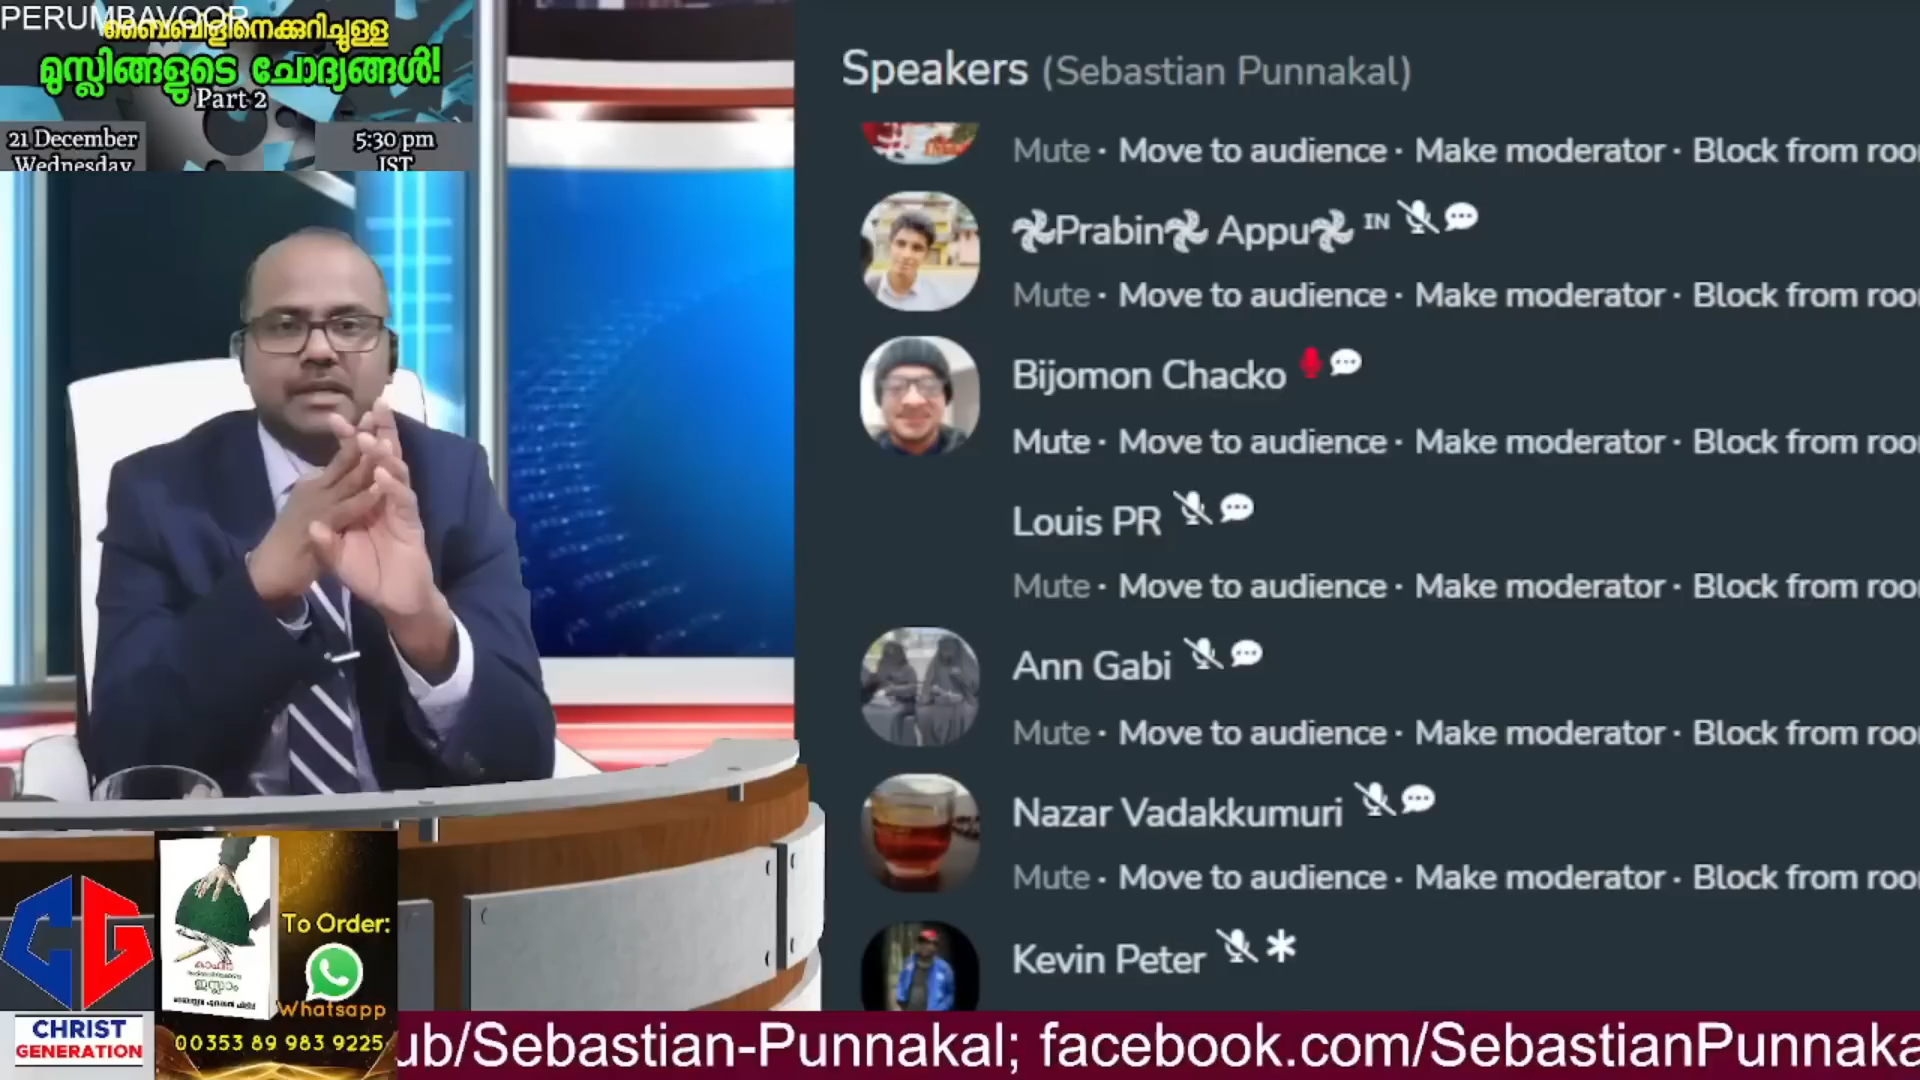 PERUMBAVOOR
ബൈബിളിനെക്കുറിച്ചുള്ള
മുസ്ലിങ്ങളുടെ ചോദ്യങ്ങൾ!
Part 2
21 December
Wednesday
5:30 pm
IST
Speakers (Sebastian Punnakal)
Mute · Move to audience · Make moderator · Block from roo
Prabin Appu IN
Mute · Move to audience · Make moderator · Block from roo
Bijomon Chacko
Mute · Move to audience · Make moderator · Block from roo
Louis PR
Mute · Move to audience · Make moderator · Block from roo
Ann Gabi
Mute · Move to audience · Make moderator · Block from roo
Nazar Vadakkumuri
Mute · Move to audience · Make moderator · Block from roo
Kevin Peter
CG
CHRIST
GENERATION
ഇസ്ലാം
To Order:
Whatsapp
00353 89 983 9225
ub/Sebastian-Punnakal; facebook.com/SebastianPunnaka